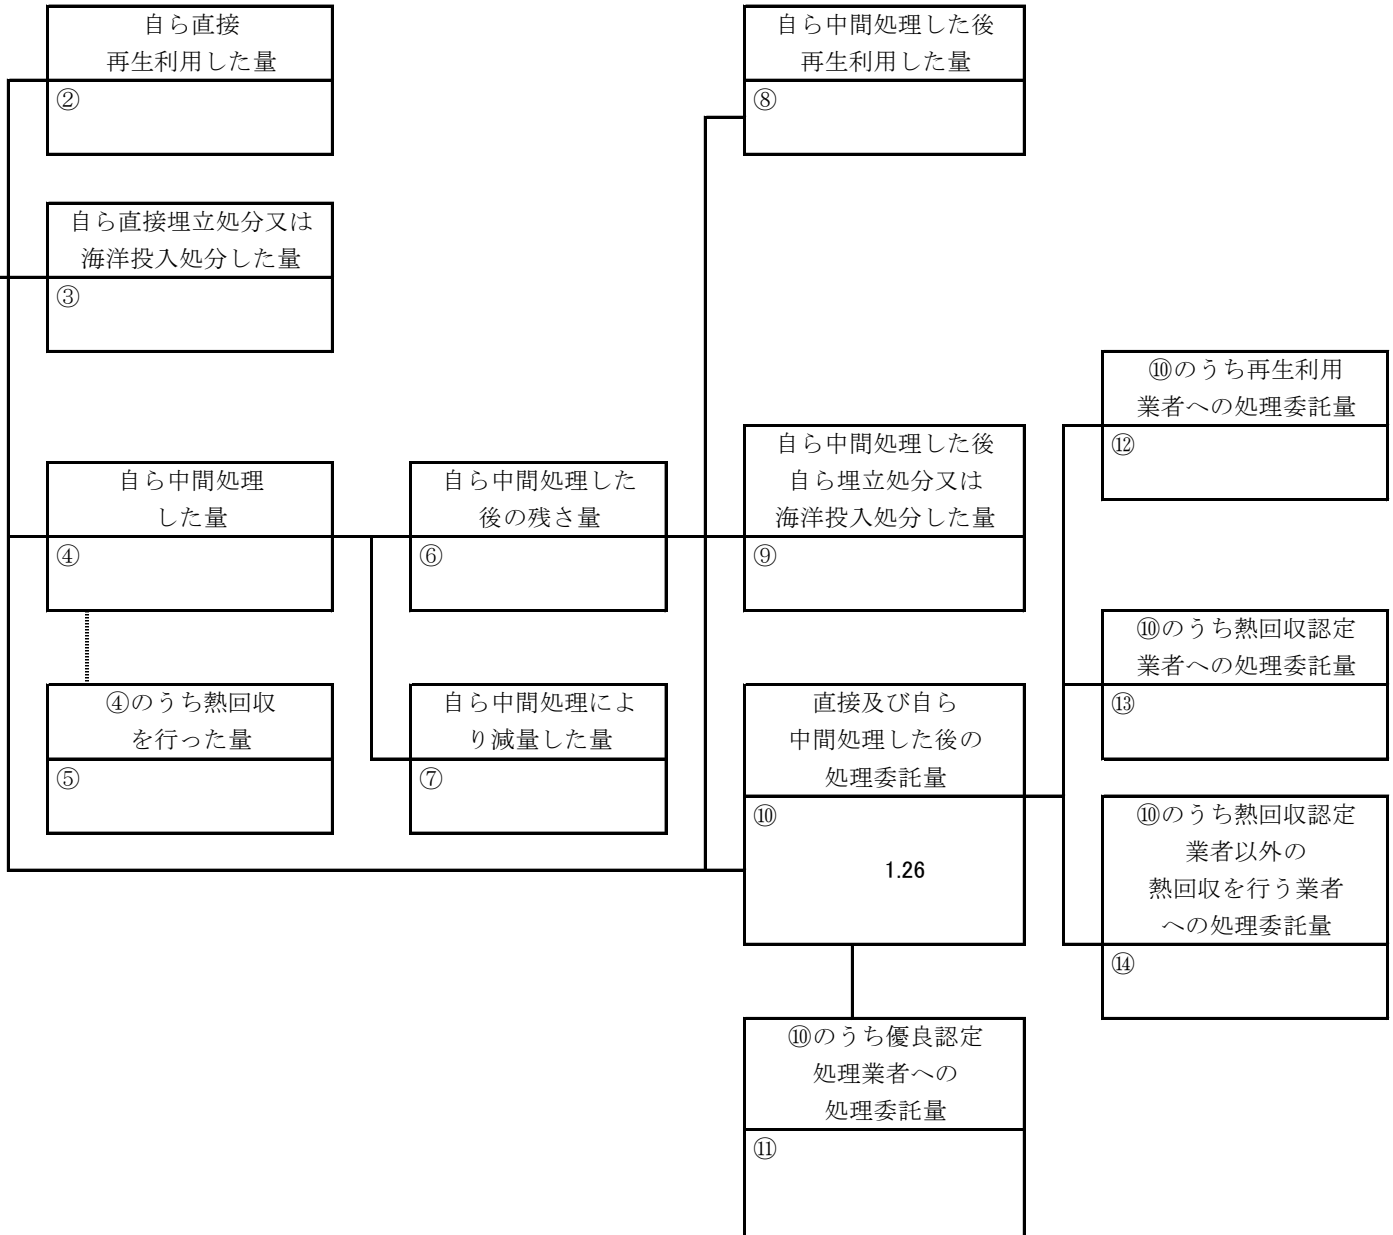 自ら直接
再生利用した量
②
自ら中間処理した後
再生利用した量
⑧
自ら直接埋立処分又は
海洋投入処分した量
③
⑩のうち再生利用
業者への処理委託量
⑫
自ら中間処理
した量
④
自ら中間処理した
後の残さ量
⑥
自ら中間処理した後
自ら埋立処分又は
海洋投入処分した量
⑨
⑩のうち熱回収認定
業者への処理委託量
⑬
④のうち熱回収
を行った量
⑤
自ら中間処理によ
り減量した量
⑦
直接及び自ら
中間処理した後の
処理委託量
⑩
1.26
⑩のうち熱回収認定
業者以外の
熱回収を行う業者
への処理委託量
⑭
⑩のうち優良認定
処理業者への
処理委託量
⑪